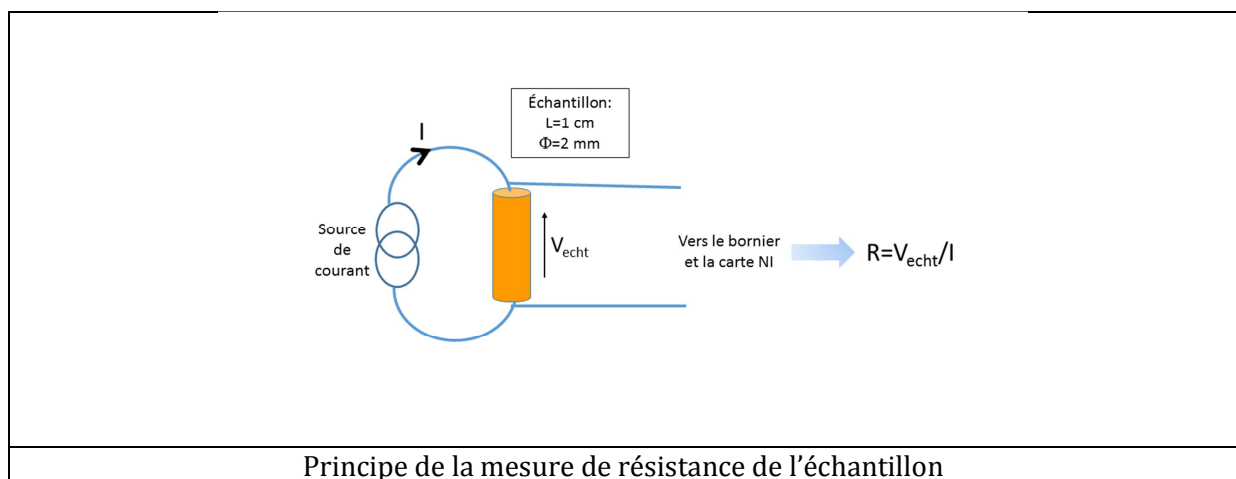 Échantillon:
L=1 cm
Φ=2 mm
I
Source
de
courant
Vecht
Vers le bornier
et la carte NI
R=Vecht/I
Principe de la mesure de résistance de l’échantillon